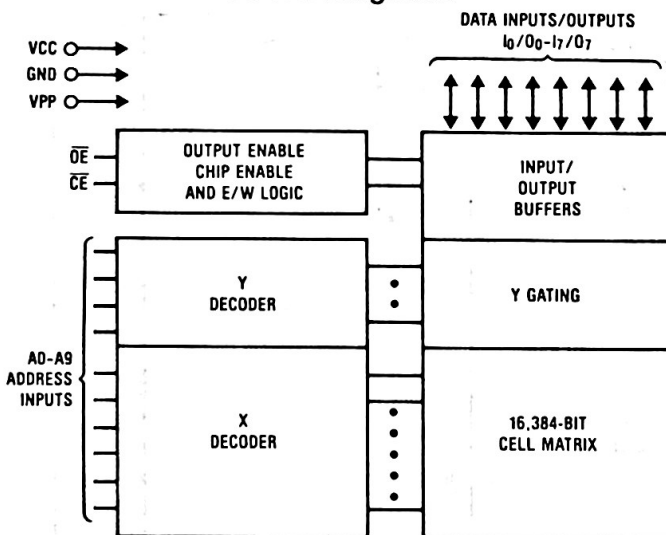 DATA INPUTS/OUTPUTS
I0/O0-I7/O7
VCC
GND
VPP
OE
CE
OUTPUT ENABLE
CHIP ENABLE
AND E/W LOGIC
INPUT/
OUTPUT
BUFFERS
Y
DECODER
Y GATING
A0-A9
ADDRESS
INPUTS
X
DECODER
16,384-BIT
CELL MATRIX